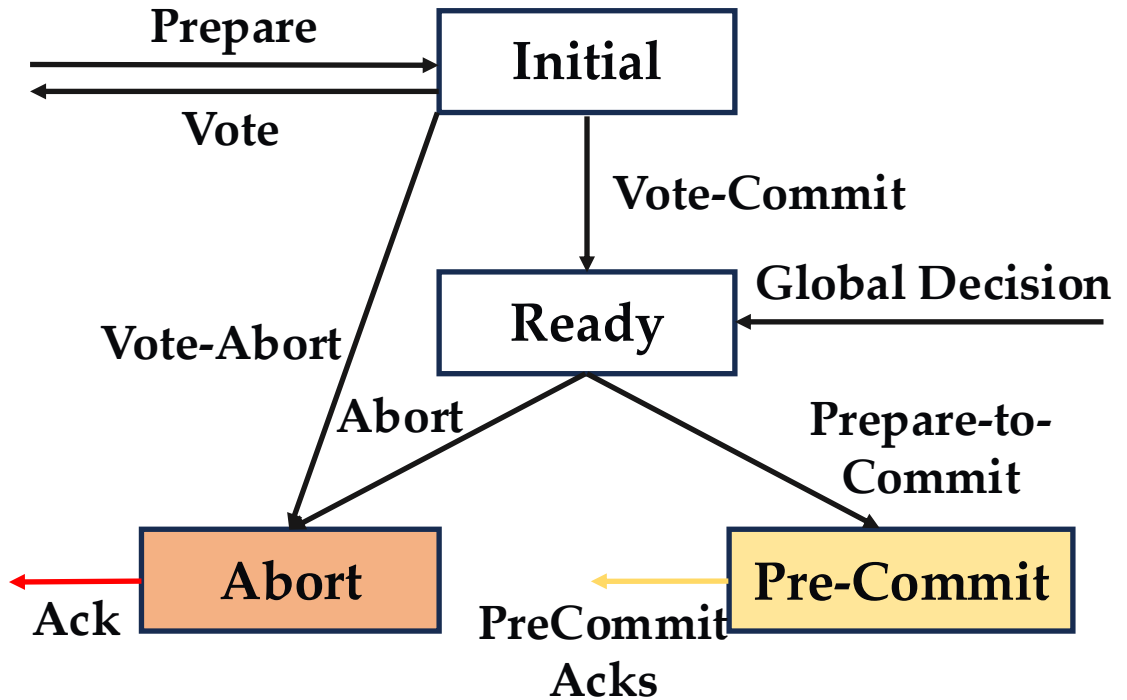 Prepare
Initial
Vote
Vote-Commit
Global Decision
Ready
Vote-Abort
Abort
Prepare-to-
Commit
Abort
Pre-Commit
Ack
PreCommit
Acks